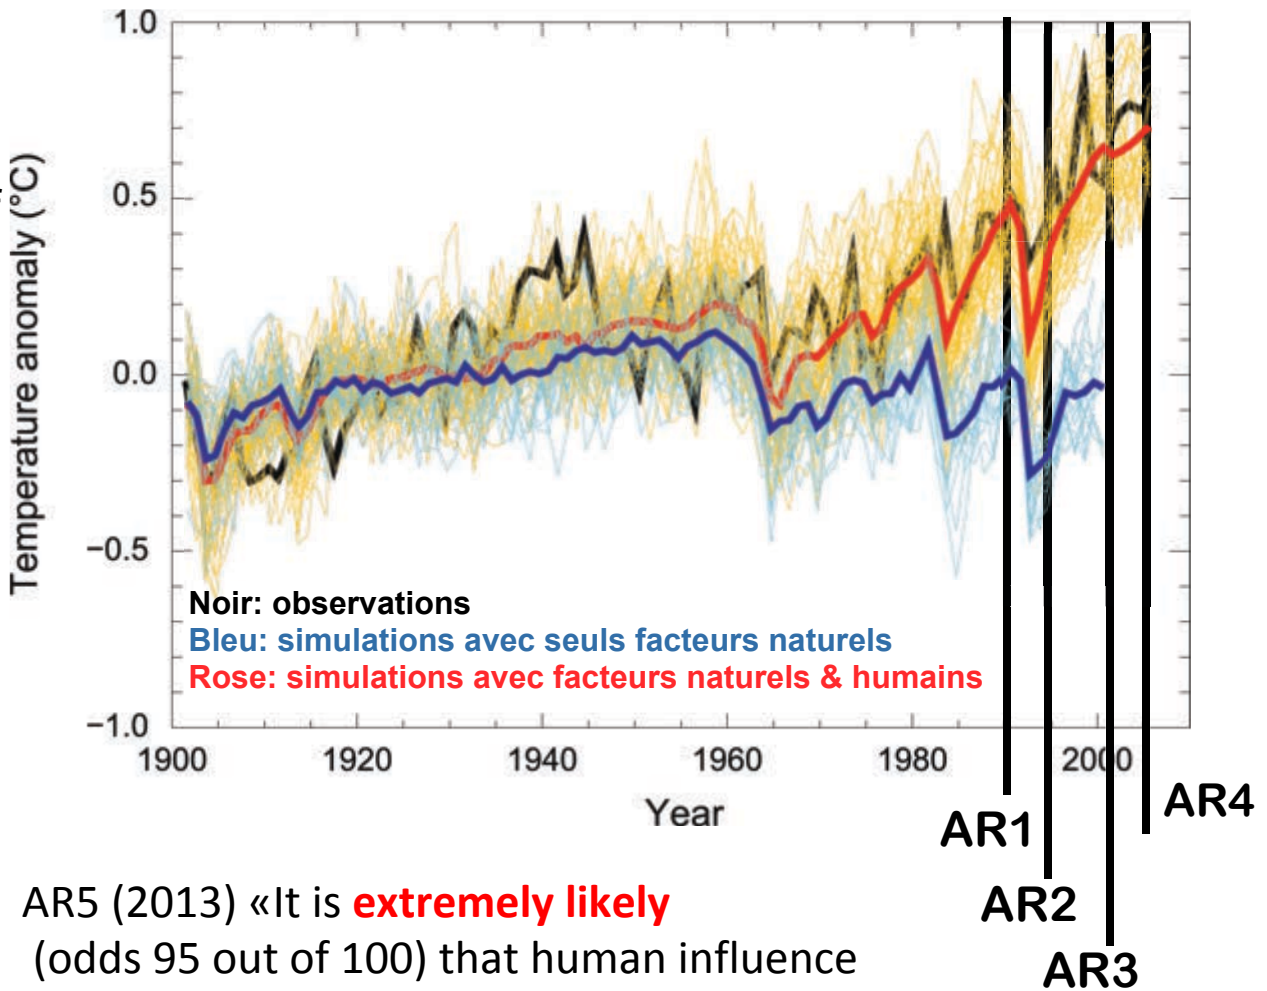 1.0
0.5
0.0
−0.5
−1.0
Temperature anomaly (°C)
Noir: observations
Bleu: simulations avec seuls facteurs naturels
Rose: simulations avec facteurs naturels & humains
1900 1920 1940 1960 1980 2000
Year
AR1
AR2
AR3
AR4
AR5 (2013) «It is extremely likely
(odds 95 out of 100) that human influence